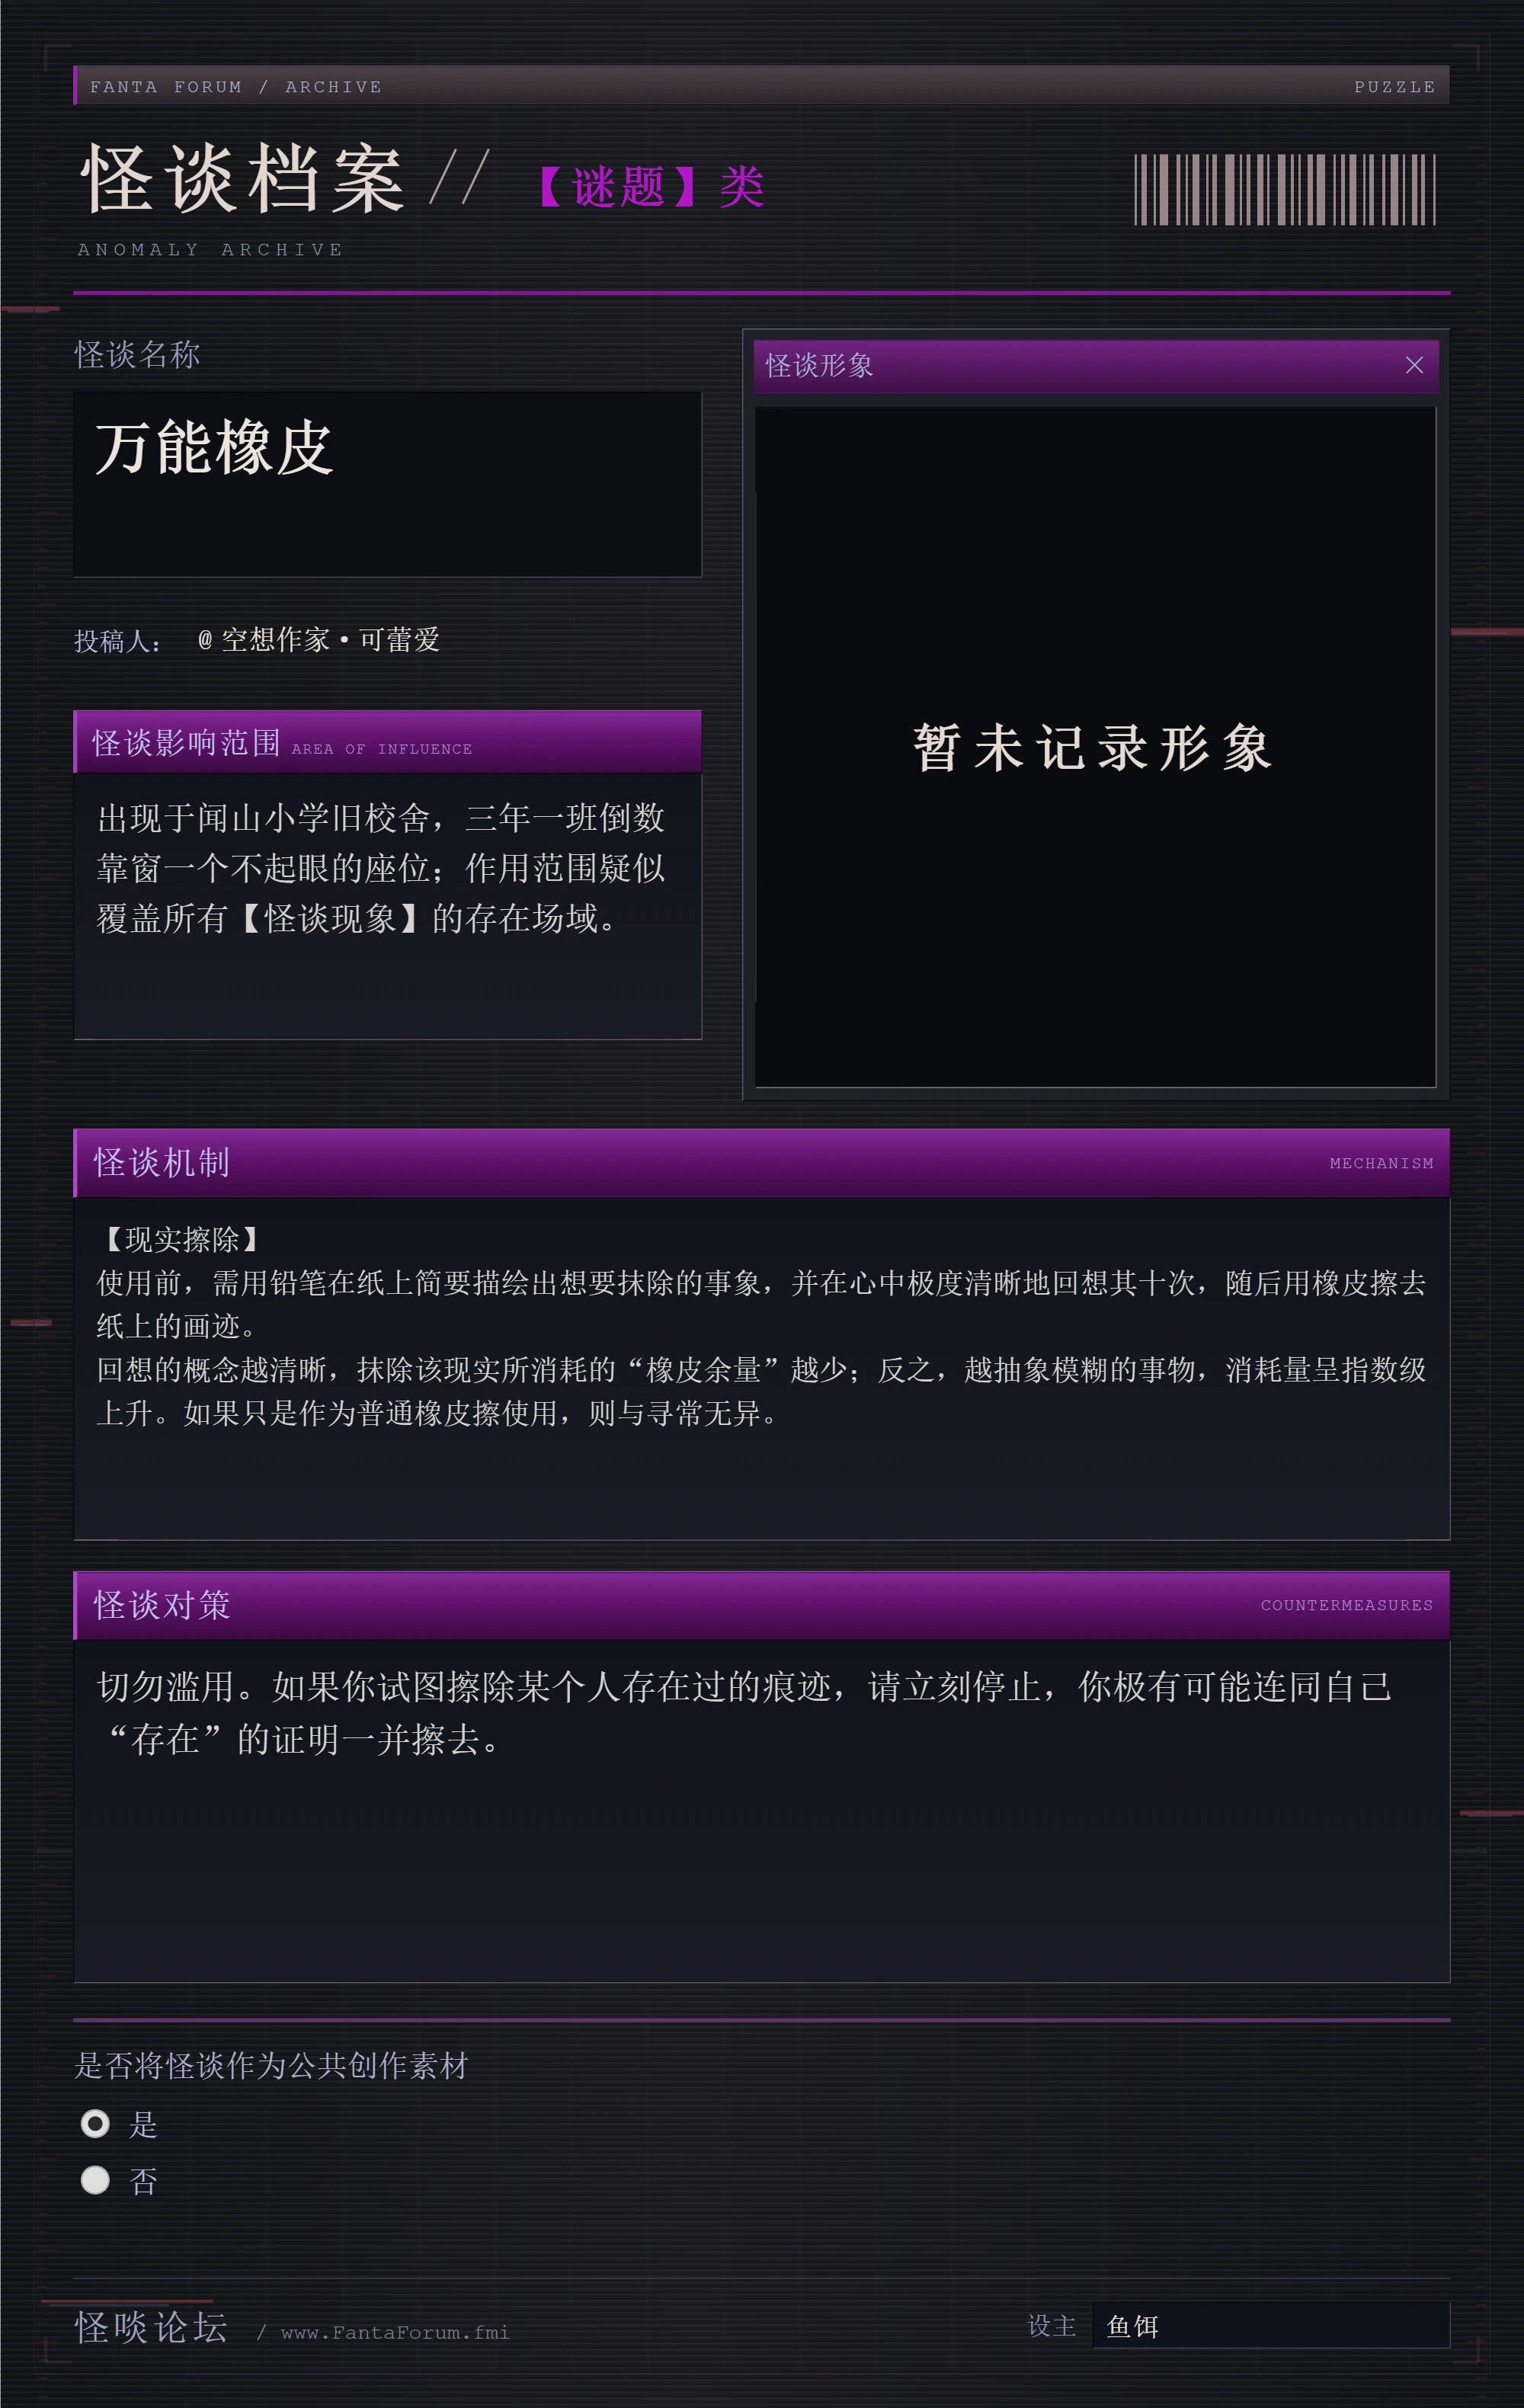 FANTA FORUM / ARCHIVE
PUZZLE
怪谈档案 // 【谜题】类
ANOMALY ARCHIVE
怪谈名称
万能橡皮
投稿人： @ 空想作家·可蕾爱
怪谈影响范围 AREA OF INFLUENCE
出现于闻山小学旧校舍，三年一班倒数
靠窗一个不起眼的座位；作用范围疑似
覆盖所有【怪谈现象】的存在场域。
怪谈形象
暂未记录形象
怪谈机制
MECHANISM
【现实擦除】
使用前，需用铅笔在纸上简要描绘出想要抹除的事象，并在心中极度清晰地回想其十次，随后用橡皮擦去
纸上的画迹。
回想的概念越清晰，抹除该现实所消耗的“橡皮余量”越少；反之，越抽象模糊的事物，消耗量呈指数级
上升。如果只是作为普通橡皮擦使用，则与寻常无异。
怪谈对策
COUNTERMEASURES
切勿滥用。如果你试图擦除某个人存在过的痕迹，请立刻停止，你极有可能连同自己
“存在”的证明一并擦去。
是否将怪谈作为公共创作素材
是
否
怪啖论坛 / www.FantaForum.fmi
设主 鱼饵